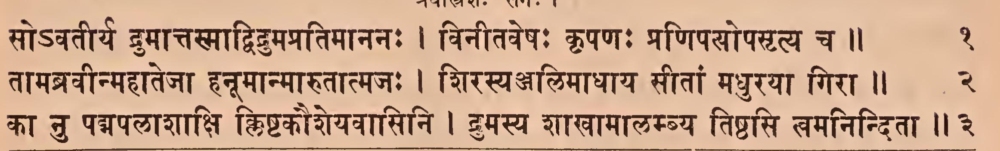 सोऽवतीर्य द्रुमात्तस्माद्विद्रुमप्रतिमाननः । विनीतवेषः कृपणः प्रणिपत्योपसृत्य च ॥ १
तामब्रवीन्महातेजा हनूमान्मारुतात्मजः । शिरस्यञ्जलिमाधाय सीतां मधुरया गिरा ॥ २
का नु पद्मपलाशाक्षि क्लिष्टकौशेयवासिनि । द्रुमस्य शाखामालम्ब्य तिष्ठसि त्वमनिन्दिता ॥ ३